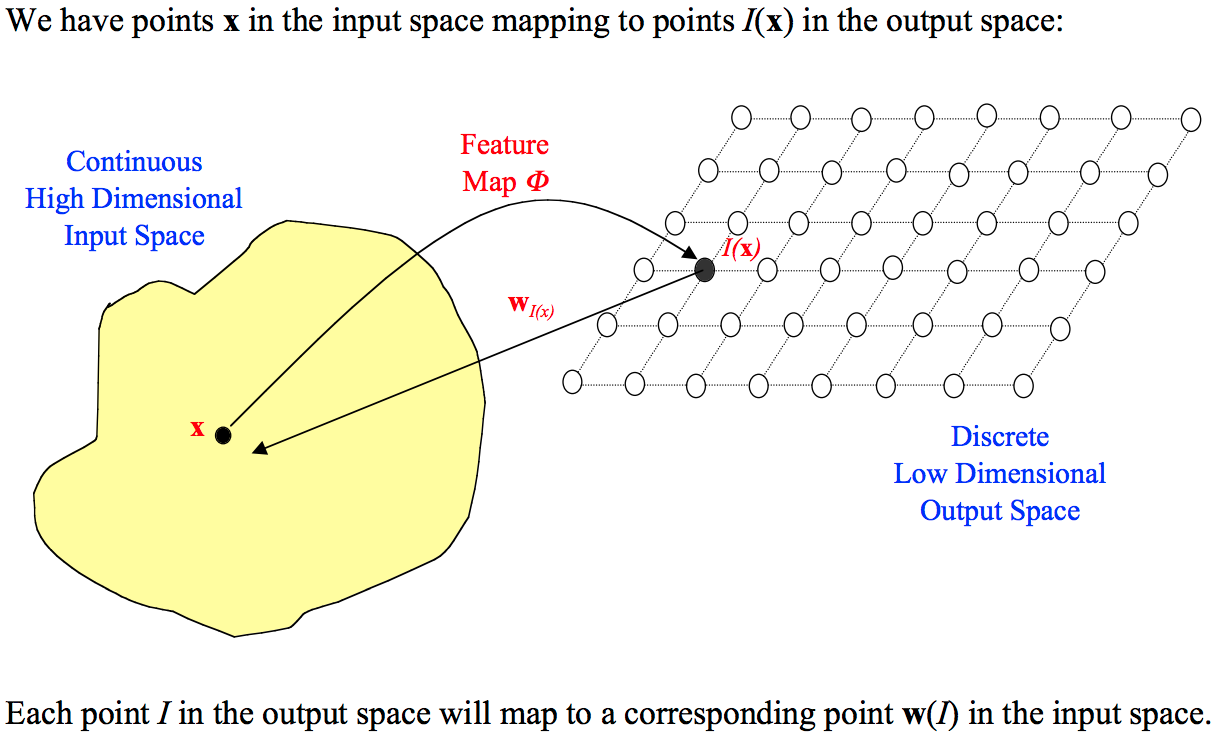 We have points x in the input space mapping to points I(x) in the output space:
Continuous
High Dimensional
Input Space
Feature
Map Φ
I(x)
w_I(x)
x
Discrete
Low Dimensional
Output Space
Each point I in the output space will map to a corresponding point w(I) in the input space.